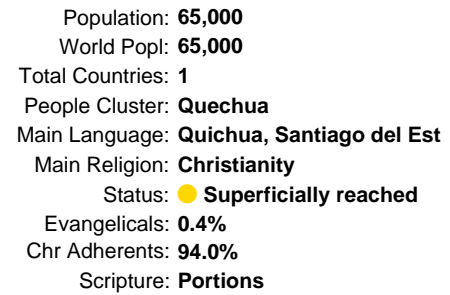 Population: 65,000
World Popl: 65,000
Total Countries: 1
People Cluster: Quechua
Main Language: Quichua, Santiago del Est
Main Religion: Christianity
Status: Superficially reached
Evangelicals: 0.4%
Chr Adherents: 94.0%
Scripture: Portions